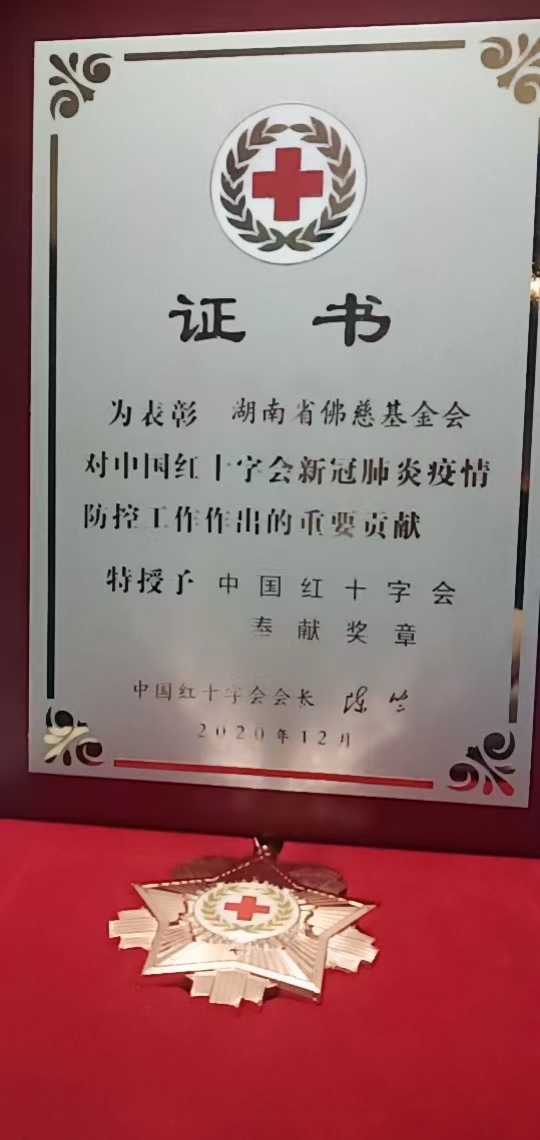 证书
为表彰 湖南省佛慈基金会
对中国红十字会新冠肺炎疫情
防控工作作出的重要贡献
特授予 中国红十字会
奉献奖章
中国红十字会会长 陈竺
2020年12月